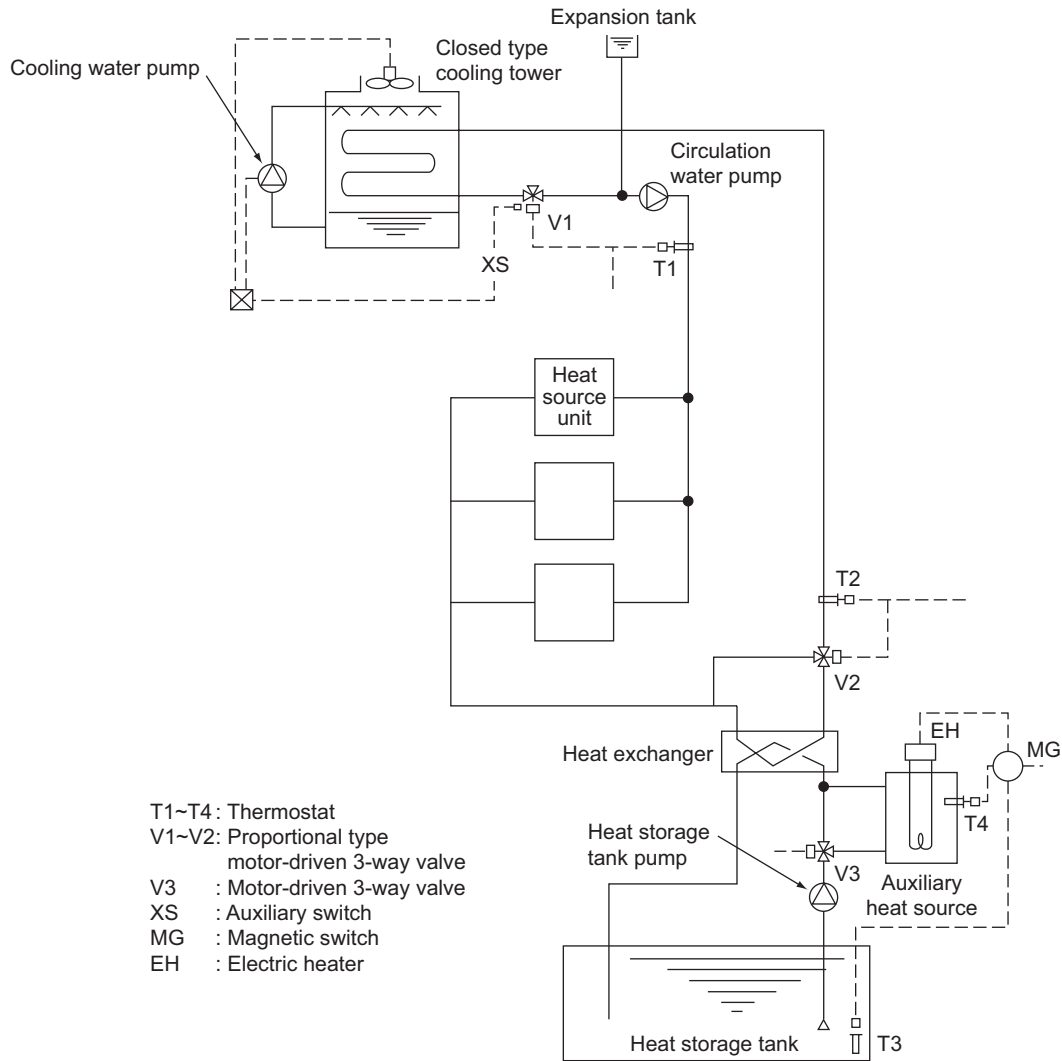 Expansion tank
Closed type
cooling tower
Cooling water pump
Circulation
water pump
V1
XS
T1
Heat
source
unit
T2
V2
EH
Heat exchanger
MG
T4
Heat storage
tank pump
V3
Auxiliary
heat source
T1~T4 : Thermostat
V1~V2: Proportional type
motor-driven 3-way valve
V3 : Motor-driven 3-way valve
XS : Auxiliary switch
MG : Magnetic switch
EH : Electric heater
Heat storage tank
T3